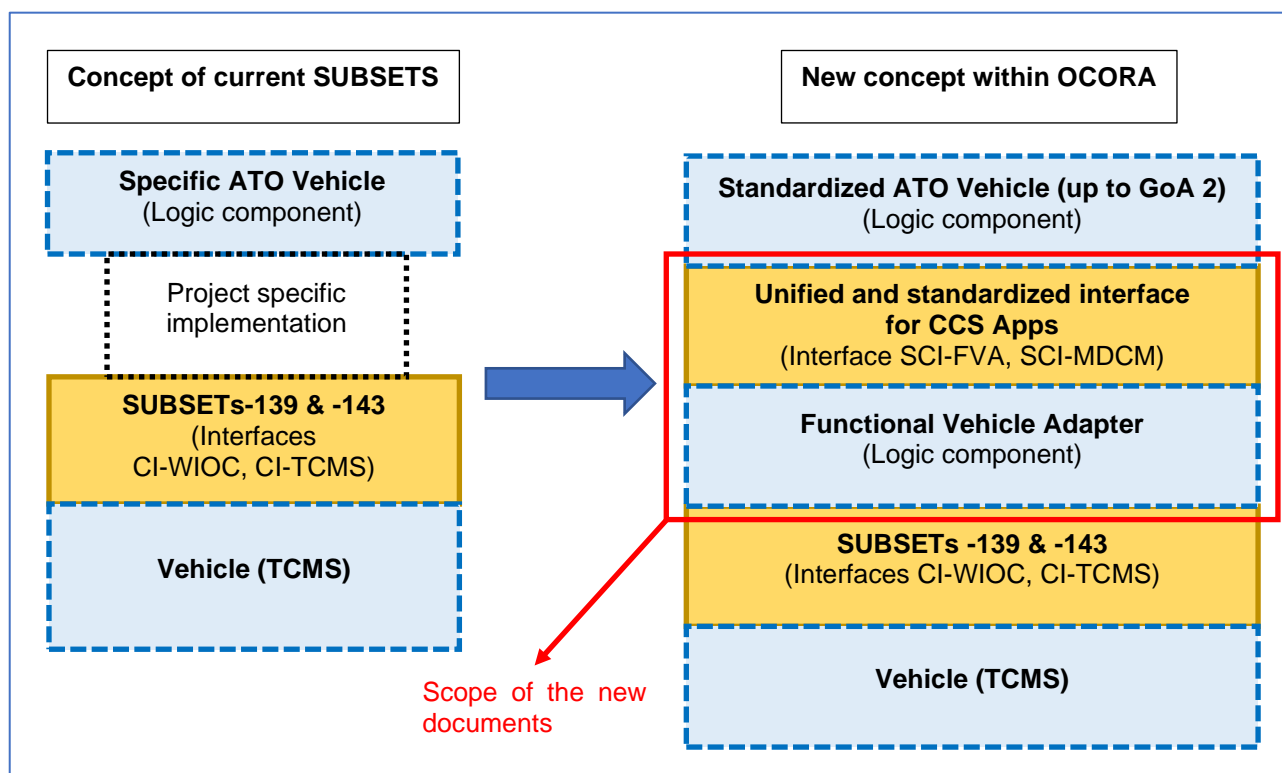 Concept of current SUBSETS
Specific ATO Vehicle
(Logic component)
Project specific
implementation
SUBSETs-139 & -143
(Interfaces
CI-WIOC, CI-TCMS)
Vehicle (TCMS)
New concept within OCORA
Standardized ATO Vehicle (up to GoA 2)
(Logic component)
Unified and standardized interface
for CCS Apps
(Interface SCI-FVA, SCI-MDCM)
Functional Vehicle Adapter
(Logic component)
SUBSETs -139 & -143
(Interfaces CI-WIOC, CI-TCMS)
Vehicle (TCMS)
Scope of the new
documents